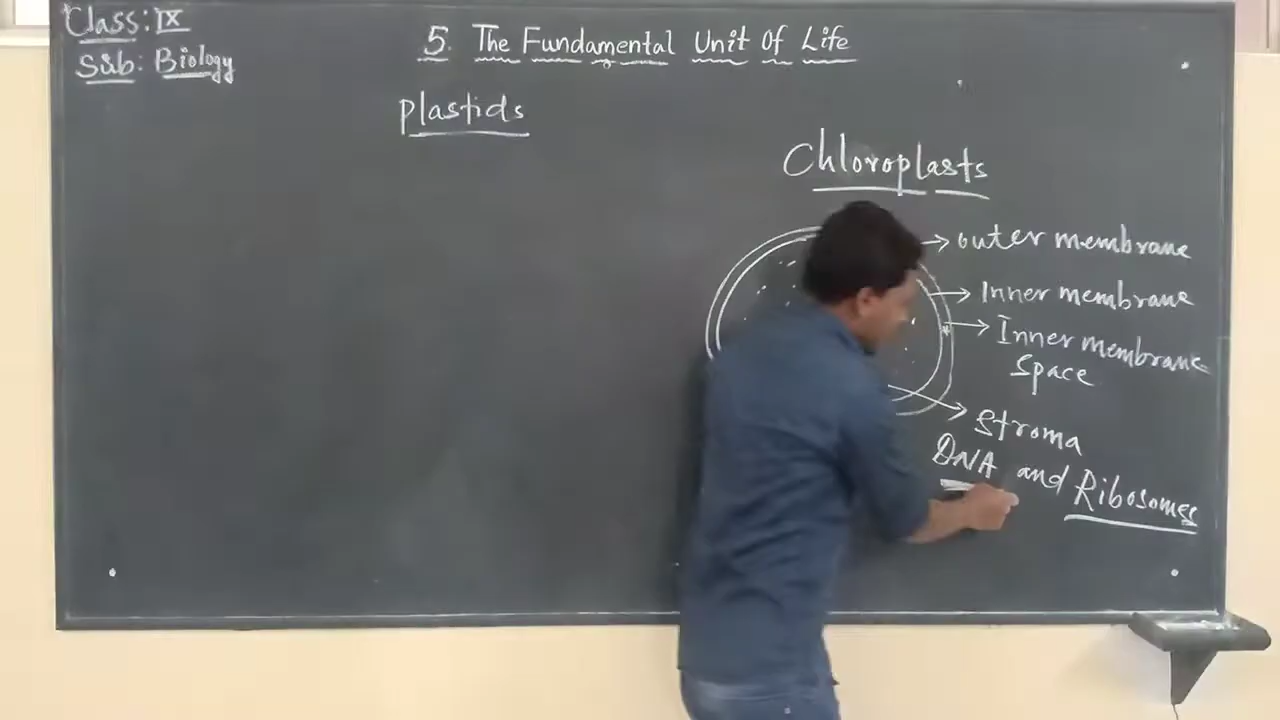 Class: IX
Sub: Biology
5. The Fundamental Unit Of Life
Plastids
Chloroplasts
outer membrane
Inner membrane
Inner membrane
Space
Stroma
DNA and Ribosomes